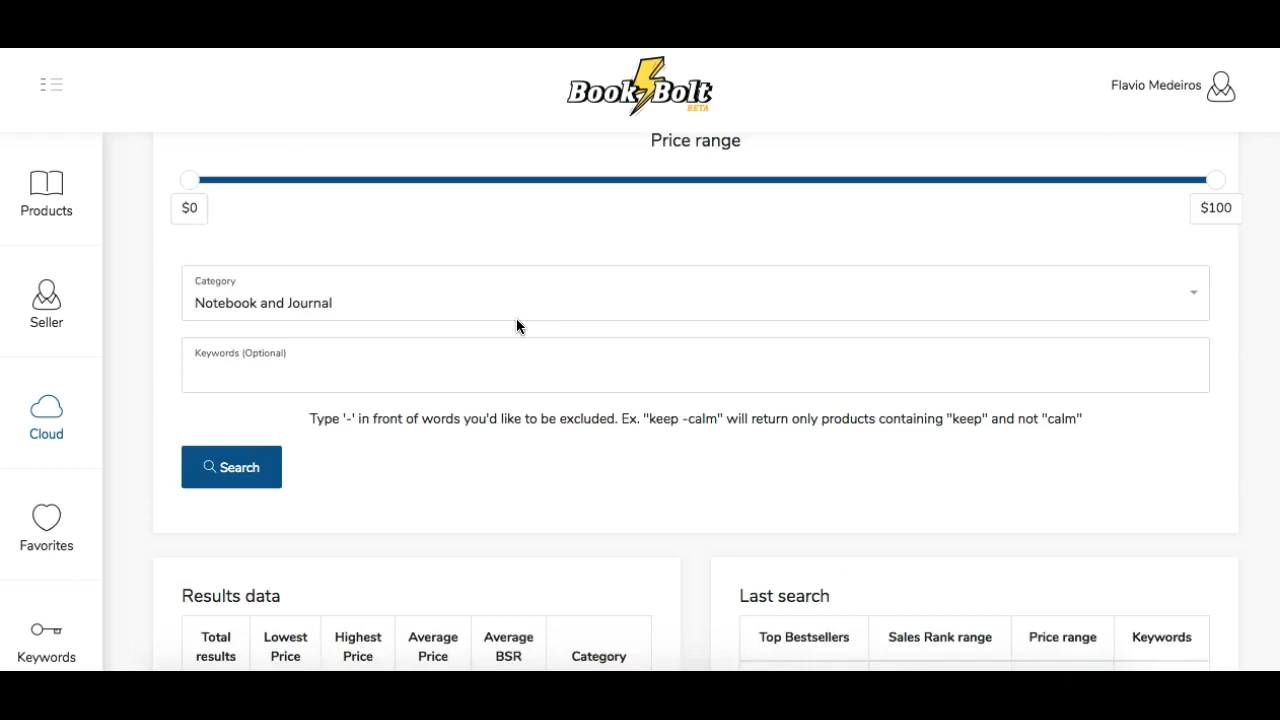 Book Bolt
BETA
Flavio Medeiros
Products
Seller
Cloud
Favorites
Keywords
Price range
$0
$100
Category
Notebook and Journal
Keywords (Optional)
Type '-' in front of words you'd like to be excluded. Ex. "keep -calm" will return only products containing "keep" and not "calm"
Search
Results data
Total results
Lowest Price
Highest Price
Average Price
Average BSR
Category
Last search
Top Bestsellers
Sales Rank range
Price range
Keywords